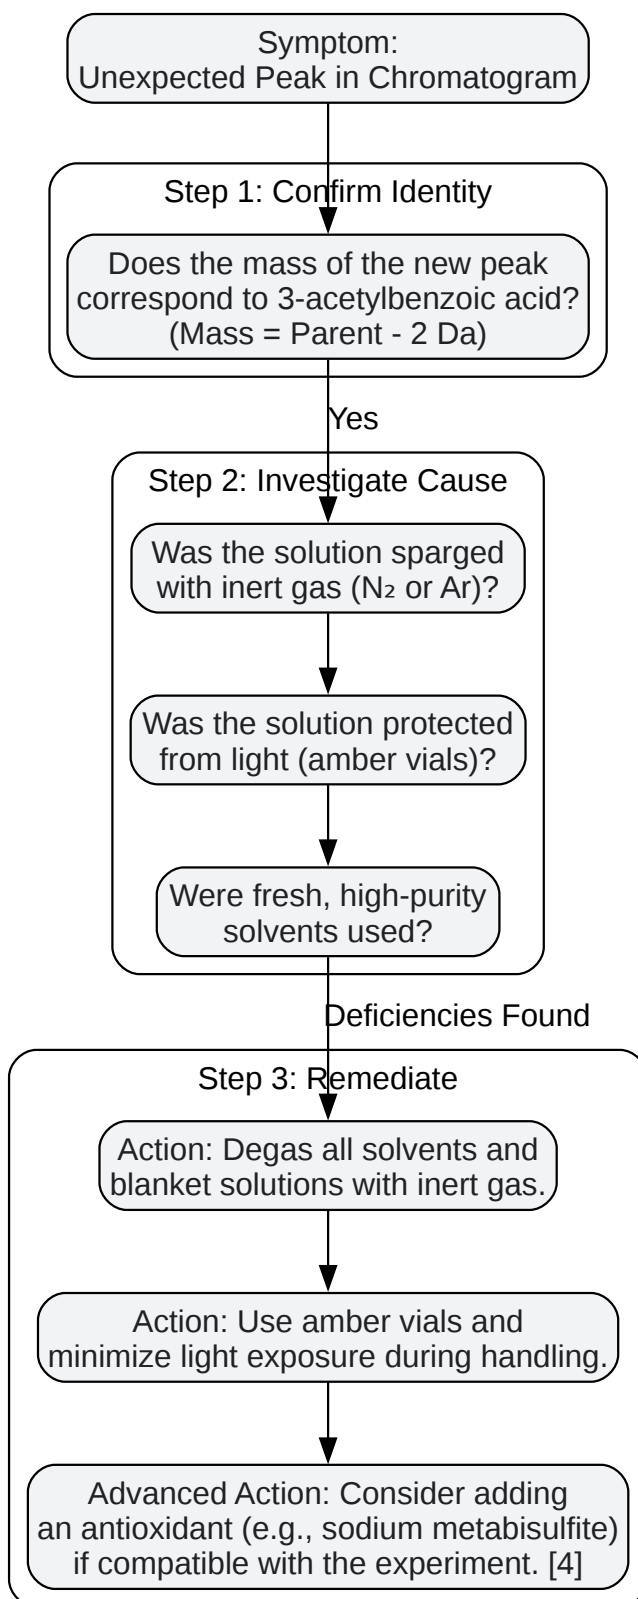 Symptom:
Unexpected Peak in Chromatogram
Step 1: Confirm Identity
Does the mass of the new peak
correspond to 3-acetylbenzoic acid?
(Mass = Parent - 2 Da)
Yes
Step 2: Investigate Cause
Was the solution sparged
with inert gas (N₂ or Ar)?
Was the solution protected
from light (amber vials)?
Were fresh, high-purity
solvents used?
Deficiencies Found
Step 3: Remediate
Action: Degas all solvents and
blanket solutions with inert gas.
Action: Use amber vials and
minimize light exposure during handling.
Advanced Action: Consider adding
an antioxidant (e.g., sodium metabisulfite)
if compatible with the experiment. [4]